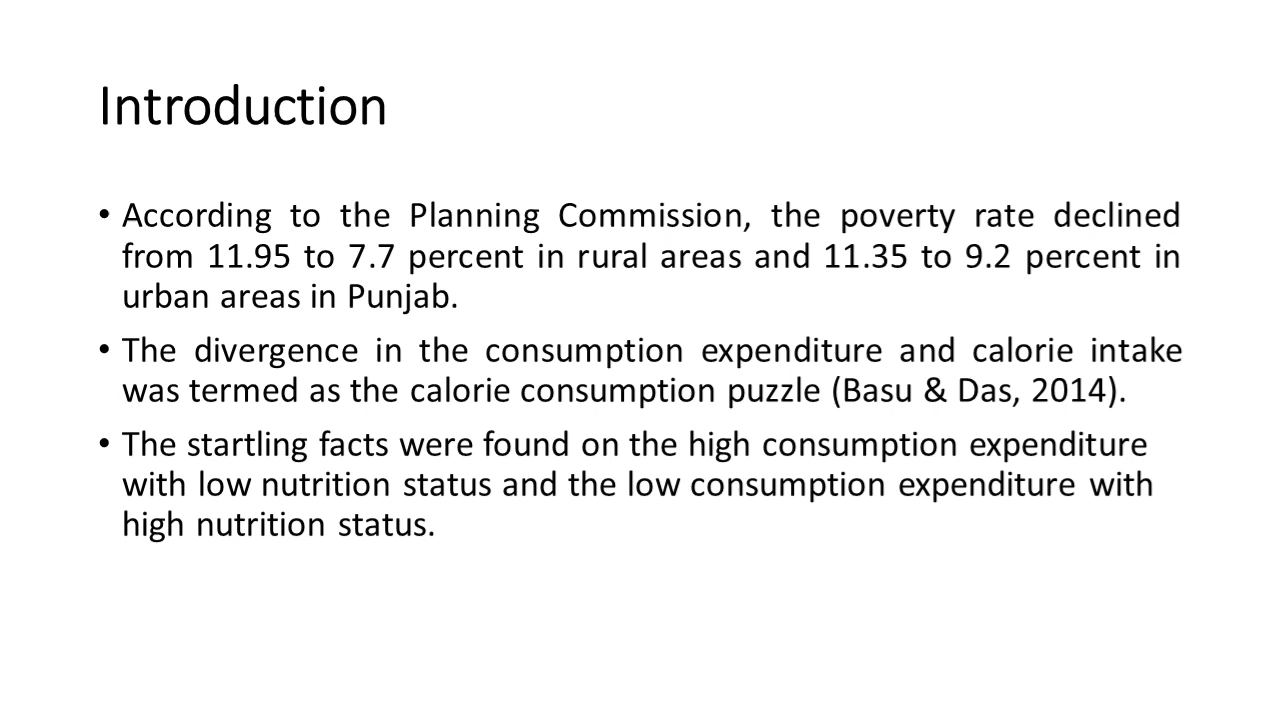 Introduction
• According to the Planning Commission, the poverty rate declined
from 11.95 to 7.7 percent in rural areas and 11.35 to 9.2 percent in
urban areas in Punjab.
• The divergence in the consumption expenditure and calorie intake
was termed as the calorie consumption puzzle (Basu & Das, 2014).
• The startling facts were found on the high consumption expenditure
with low nutrition status and the low consumption expenditure with
high nutrition status.